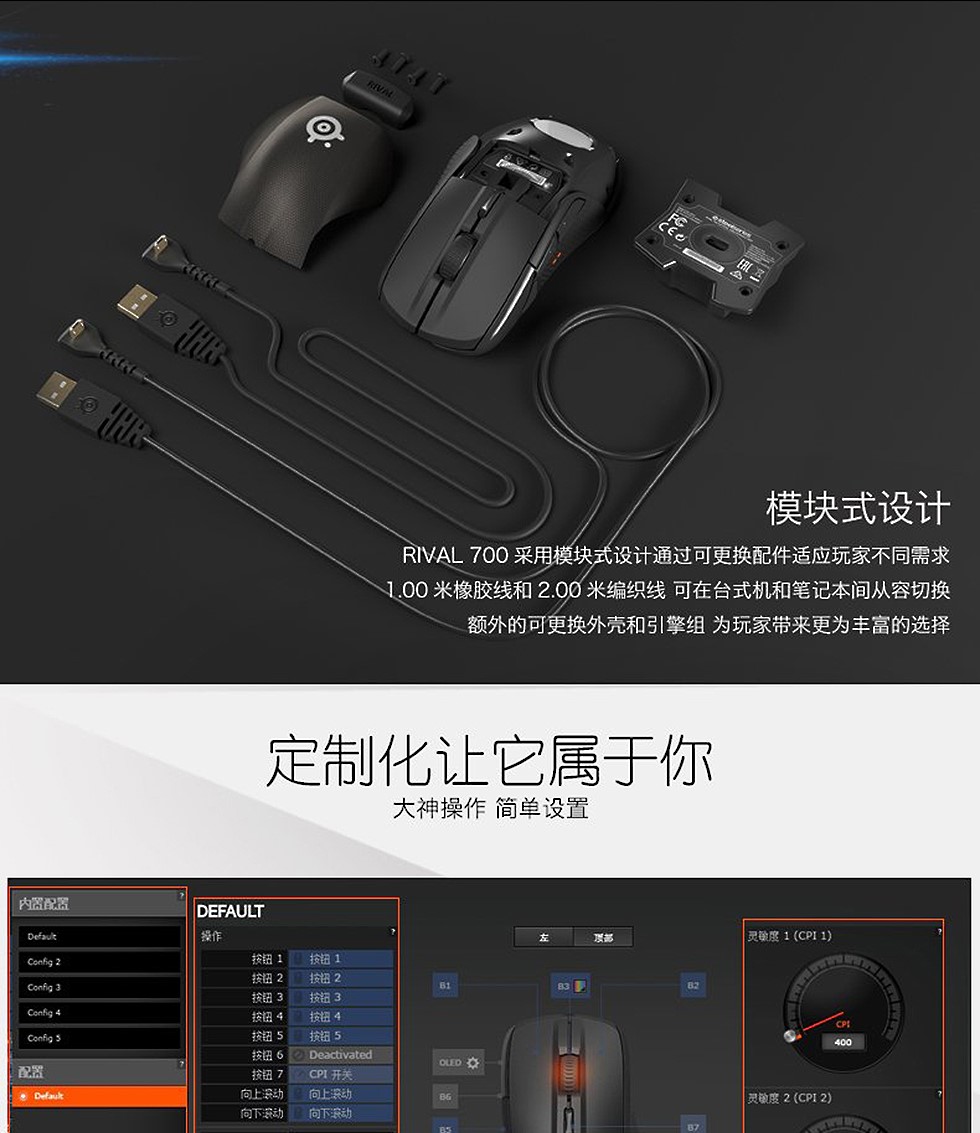 RIVAL
steelseries
FC
CE
EAC
模块式设计
RIVAL 700 采用模块式设计通过可更换配件适应玩家不同需求
1.00 米橡胶线和 2.00 米编织线 可在台式机和笔记本间从容切换
额外的可更换外壳和引擎组 为玩家带来更为丰富的选择
定制化让它属于你
大神操作 简单设置
内置配置 ?
Default
Config 2
Config 3
Config 4
Config 5
配置 ?
Default
DEFAULT
操作 ?
按钮 1 按钮 1
按钮 2 按钮 2
按钮 3 按钮 3
按钮 4 按钮 4
按钮 5 按钮 5
按钮 6 Deactivated
按钮 7 CPI 开关
向上滚动 向上滚动
向下滚动 向下滚动
左 顶部
B1 B3 B2
OLED
B6
B5 B7
灵敏度 1 (CPI 1) ?
CPI
400
灵敏度 2 (CPI 2) ?